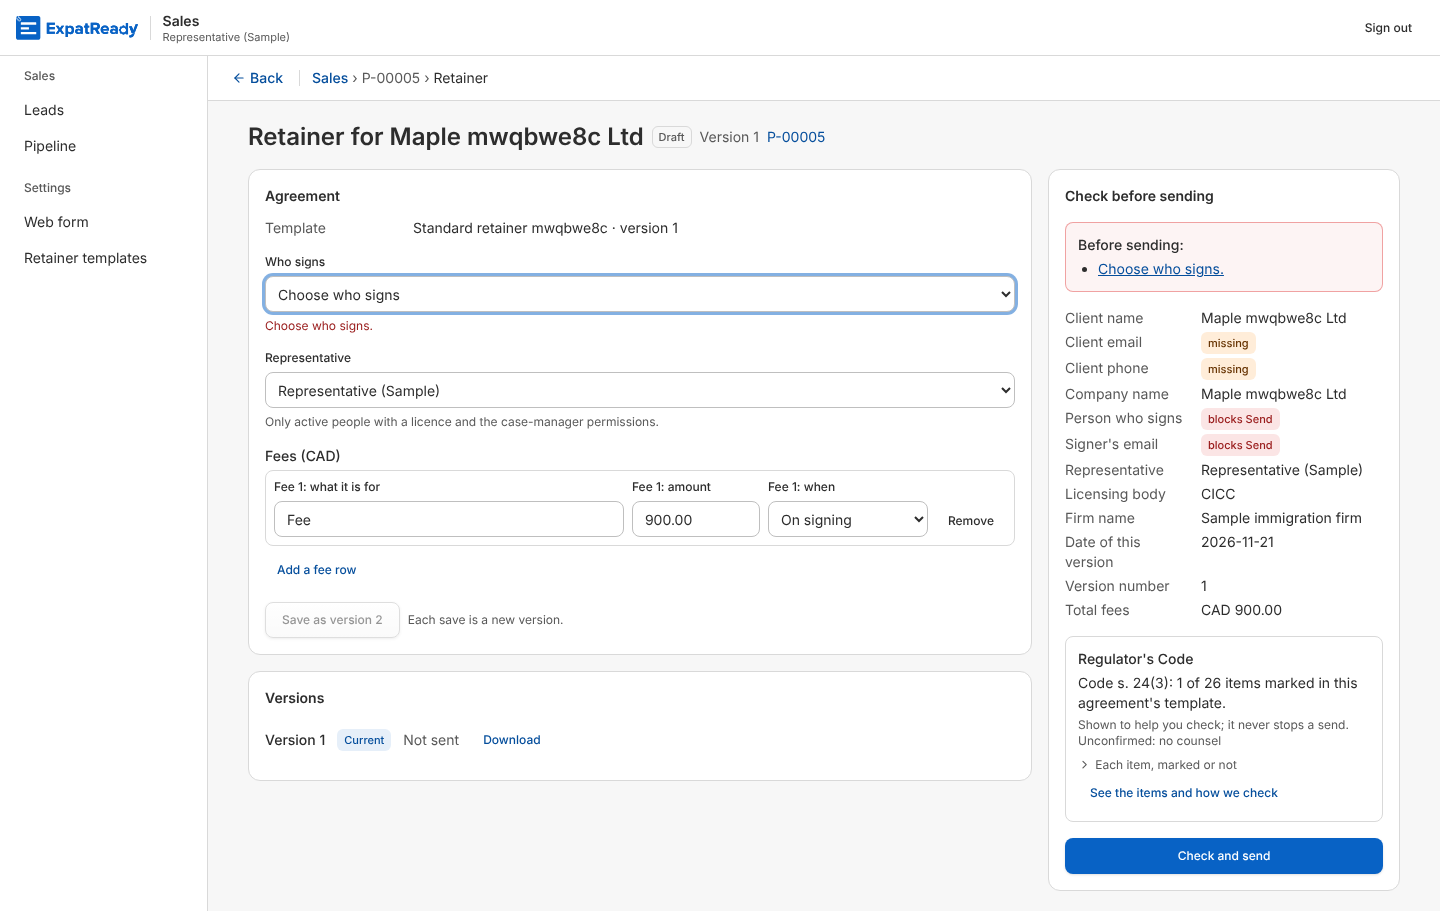 ExpatReady
Sales
Representative (Sample)
Sign out
Sales
Leads
Pipeline
Settings
Web form
Retainer templates
← Back
Sales › P-00005 › Retainer
Retainer for Maple mwqbwe8c Ltd Draft Version 1 P-00005
Agreement
Template Standard retainer mwqbwe8c · version 1
Who signs
Choose who signs
Choose who signs.
Representative
Representative (Sample)
Only active people with a licence and the case-manager permissions.
Fees (CAD)
Fee 1: what it is for Fee 1: amount Fee 1: when
Fee 900.00 On signing Remove
Add a fee row
Save as version 2 Each save is a new version.
Versions
Version 1 Current Not sent Download
Check before sending
Before sending:
• Choose who signs.
Client name Maple mwqbwe8c Ltd
Client email missing
Client phone missing
Company name Maple mwqbwe8c Ltd
Person who signs blocks Send
Signer's email blocks Send
Representative Representative (Sample)
Licensing body CICC
Firm name Sample immigration firm
Date of this 2026-11-21
version
Version number 1
Total fees CAD 900.00
Regulator's Code
Code s. 24(3): 1 of 26 items marked in this
agreement's template.
Shown to help you check; it never stops a send.
Unconfirmed: no counsel
Each item, marked or not
See the items and how we check
Check and send